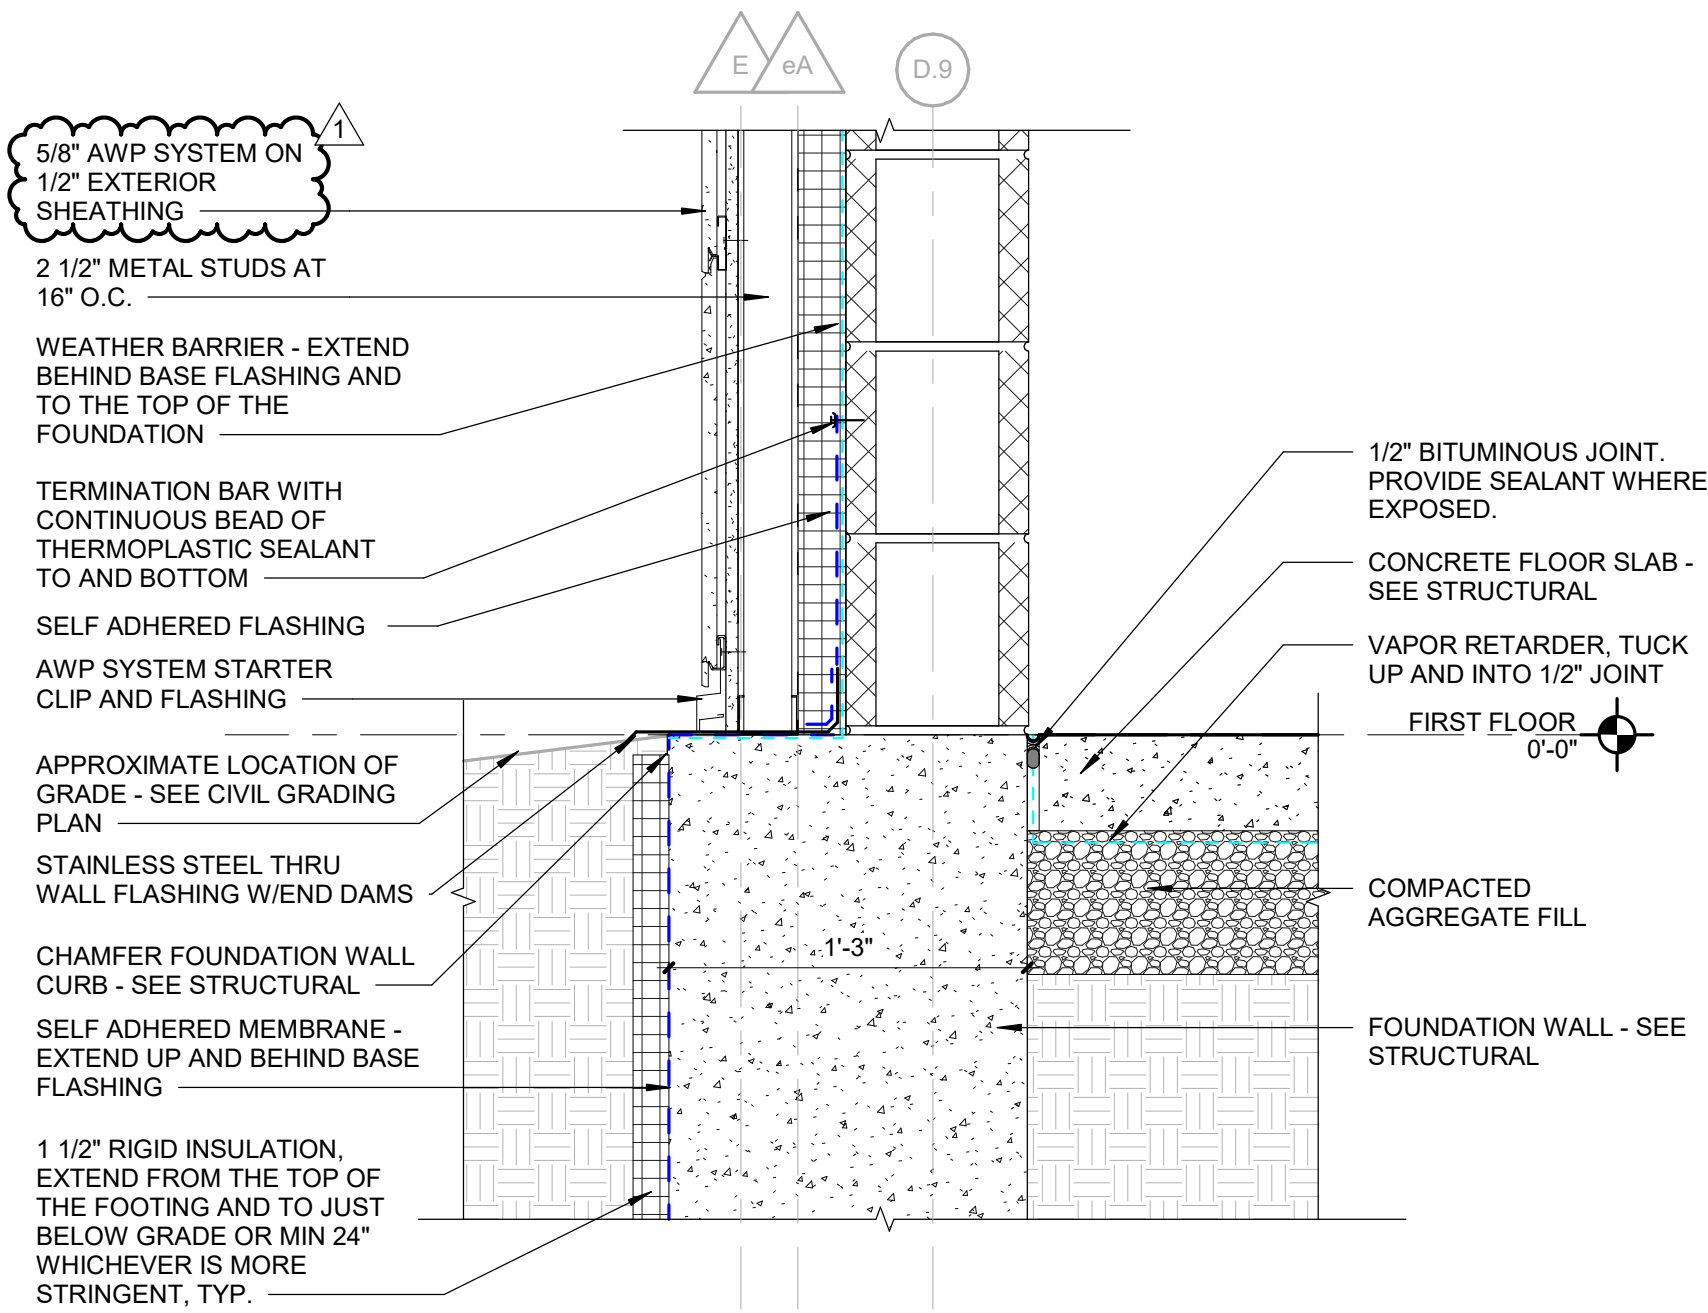 E
eA
D.9
1
5/8" AWP SYSTEM ON
1/2" EXTERIOR
SHEATHING
2 1/2" METAL STUDS AT
16" O.C.
WEATHER BARRIER - EXTEND
BEHIND BASE FLASHING AND
TO THE TOP OF THE
FOUNDATION
TERMINATION BAR WITH
CONTINUOUS BEAD OF
THERMOPLASTIC SEALANT
TO AND BOTTOM
SELF ADHERED FLASHING
AWP SYSTEM STARTER
CLIP AND FLASHING
APPROXIMATE LOCATION OF
GRADE - SEE CIVIL GRADING
PLAN
STAINLESS STEEL THRU
WALL FLASHING W/END DAMS
CHAMFER FOUNDATION WALL
CURB - SEE STRUCTURAL
SELF ADHERED MEMBRANE -
EXTEND UP AND BEHIND BASE
FLASHING
1 1/2" RIGID INSULATION,
EXTEND FROM THE TOP OF
THE FOOTING AND TO JUST
BELOW GRADE OR MIN 24"
WHICHEVER IS MORE
STRINGENT, TYP.
1'-3"
1/2" BITUMINOUS JOINT.
PROVIDE SEALANT WHERE
EXPOSED.
CONCRETE FLOOR SLAB -
SEE STRUCTURAL
VAPOR RETARDER, TUCK
UP AND INTO 1/2" JOINT
FIRST FLOOR
0'-0"
COMPACTED
AGGREGATE FILL
FOUNDATION WALL - SEE
STRUCTURAL